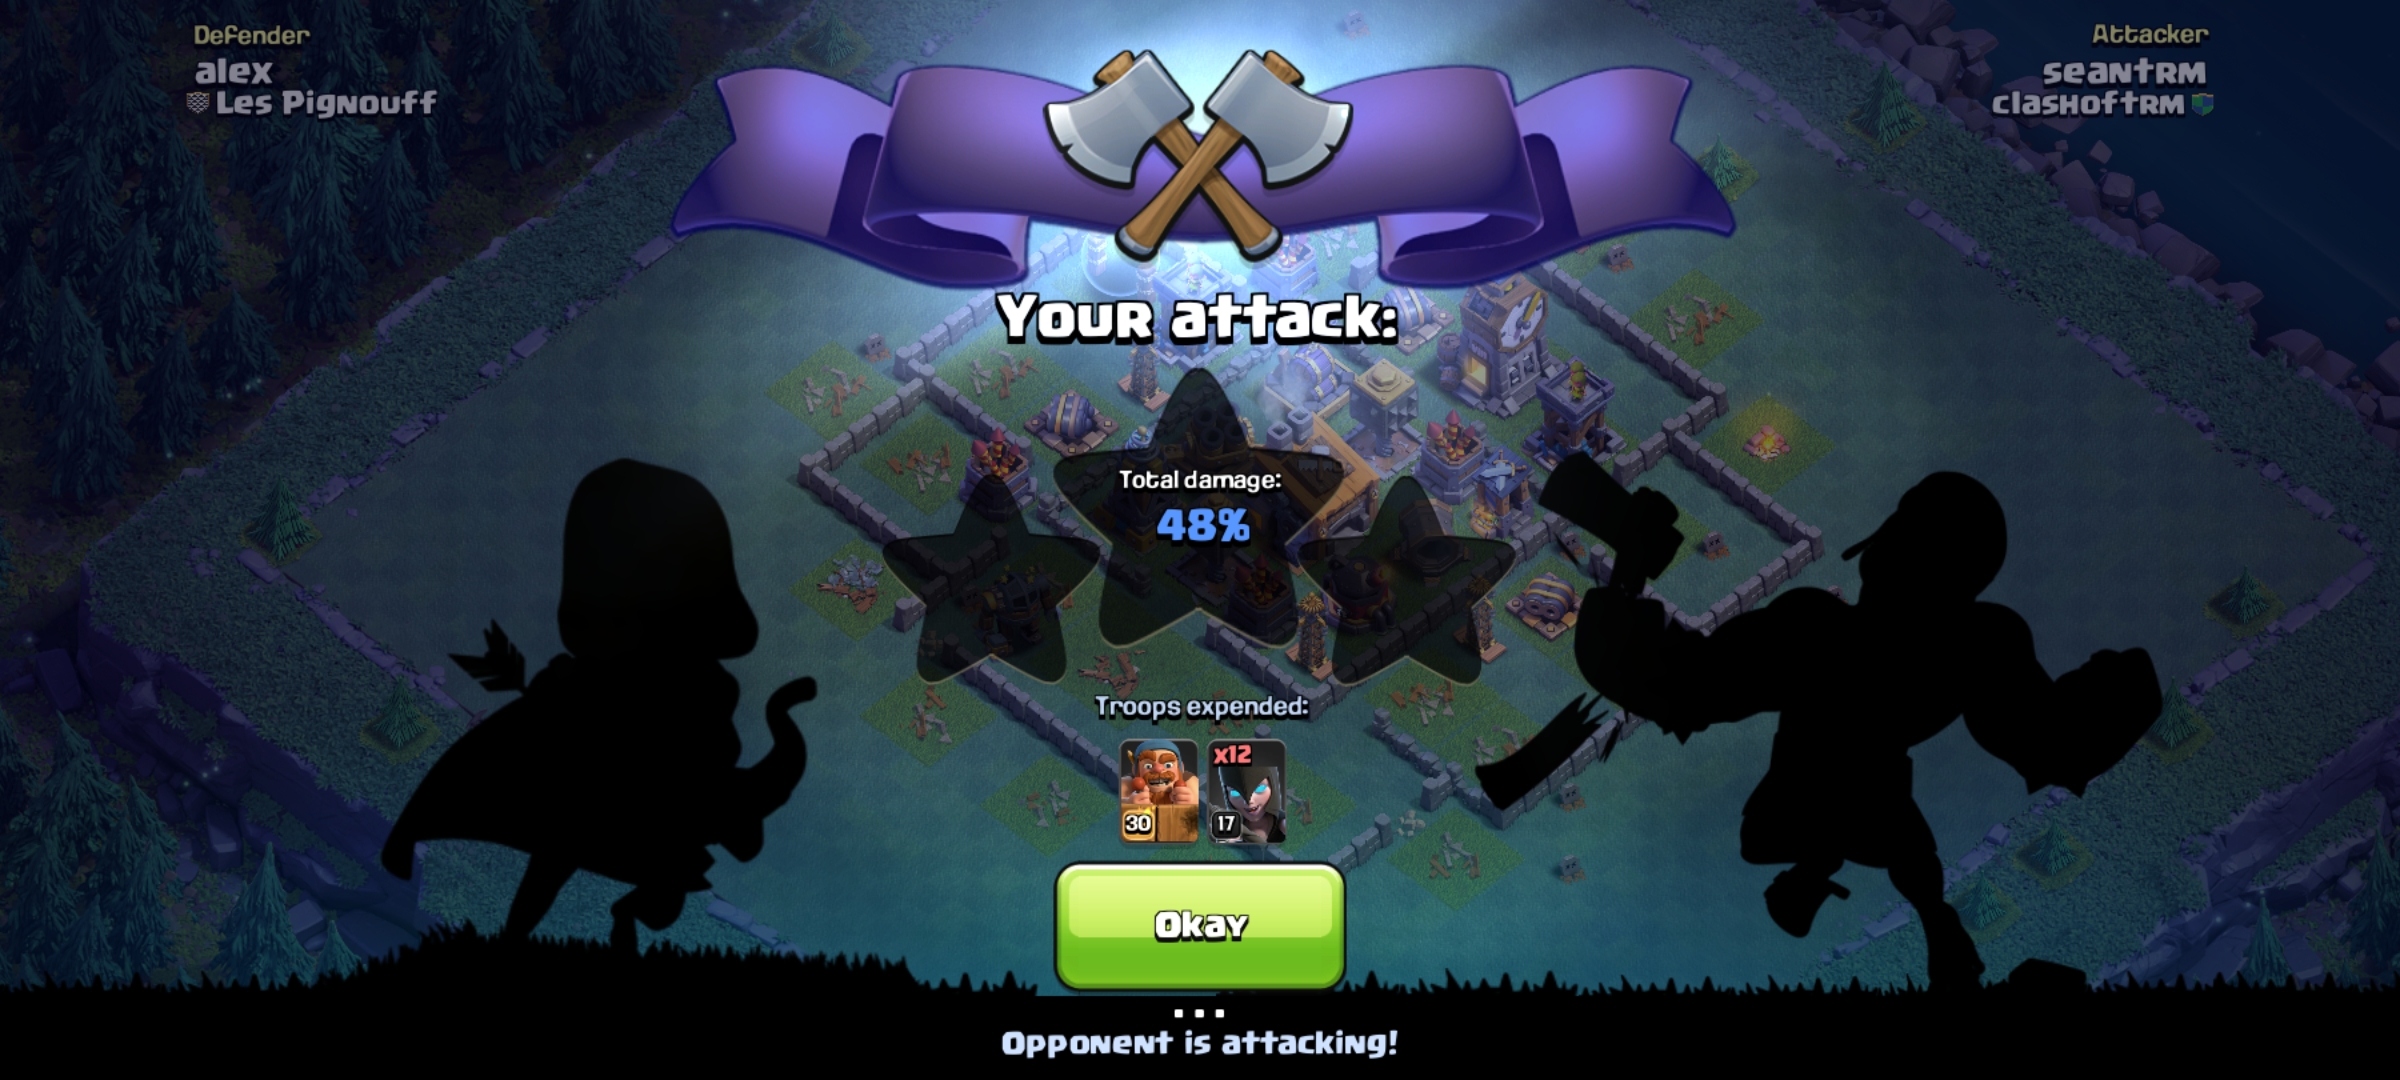 Defender
alex
Les Pignouff
Attacker
seantrm
clashoftrm
Your attack:
Total damage:
48%
Troops expended:
30
x12
17
Okay
...
Opponent is attacking!